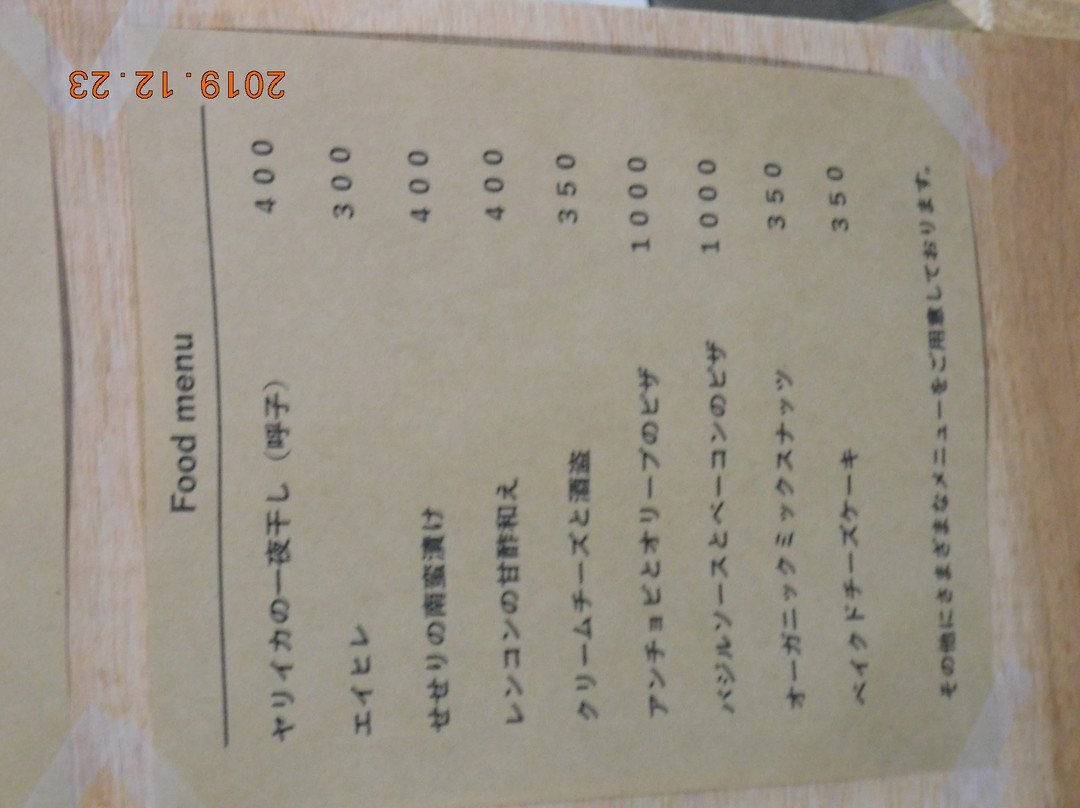 2019.12.23
Food menu
ヤリイカの一夜干し（呼子） 400
エイヒレ 300
せせりの南蛮漬け 400
レンコンの甘酢和え 400
クリームチーズと酒盗 350
アンチョビとオリーブのピザ 1000
バジルソースとベーコンのピザ 1000
オーガニックミックスナッツ 350
ベイクドチーズケーキ 350
その他にさまざまなメニューをご用意しております。